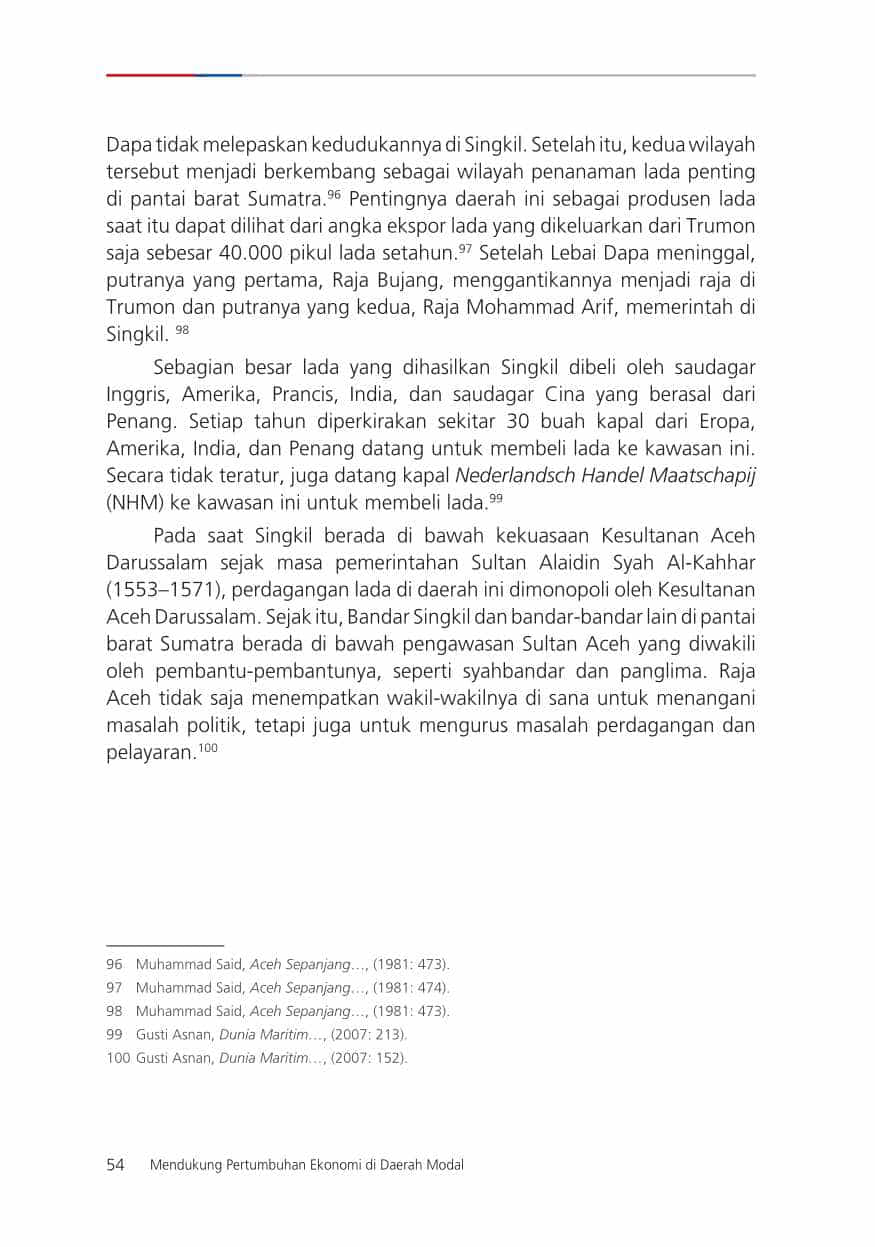 Dapa tidak melepaskan kedudukannya di Singkil. Setelah itu, kedua wilayah
tersebut menjadi berkembang sebagai wilayah penanaman lada penting
di pantai barat Sumatra.96 Pentingnya daerah ini sebagai produsen lada
saat itu dapat dilihat dari angka ekspor lada yang dikeluarkan dari Trumon
saja sebesar 40.000 pikul lada setahun.97 Setelah Lebai Dapa meninggal,
putranya yang pertama, Raja Bujang, menggantikannya menjadi raja di
Trumon dan putranya yang kedua, Raja Mohammad Arif, memerintah di
Singkil. 98
Sebagian besar lada yang dihasilkan Singkil dibeli oleh saudagar
Inggris, Amerika, Prancis, India, dan saudagar Cina yang berasal dari
Penang. Setiap tahun diperkirakan sekitar 30 buah kapal dari Eropa,
Amerika, India, dan Penang datang untuk membeli lada ke kawasan ini.
Secara tidak teratur, juga datang kapal Nederlandsch Handel Maatschapij
(NHM) ke kawasan ini untuk membeli lada.99
Pada saat Singkil berada di bawah kekuasaan Kesultanan Aceh
Darussalam sejak masa pemerintahan Sultan Alaidin Syah Al-Kahhar
(1553–1571), perdagangan lada di daerah ini dimonopoli oleh Kesultanan
Aceh Darussalam. Sejak itu, Bandar Singkil dan bandar-bandar lain di pantai
barat Sumatra berada di bawah pengawasan Sultan Aceh yang diwakili
oleh pembantu-pembantunya, seperti syahbandar dan panglima. Raja
Aceh tidak saja menempatkan wakil-wakilnya di sana untuk menangani
masalah politik, tetapi juga untuk mengurus masalah perdagangan dan
pelayaran.100
96 Muhammad Said, Aceh Sepanjang…, (1981: 473).
97 Muhammad Said, Aceh Sepanjang…, (1981: 474).
98 Muhammad Said, Aceh Sepanjang…, (1981: 473).
99 Gusti Asnan, Dunia Maritim…, (2007: 213).
100 Gusti Asnan, Dunia Maritim…, (2007: 152).
54 Mendukung Pertumbuhan Ekonomi di Daerah Modal